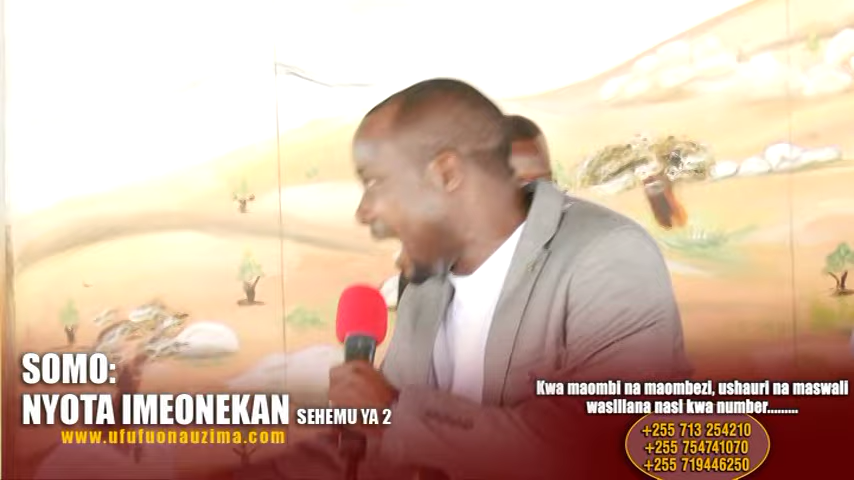 SOMO:
NYOTA IMEONEKAN SEHEMU YA 2
www.ufufuonauzima.com
Kwa maombi na maombezi, ushauri na maswali
wasiliana nasi kwa number.........
+255 713 254210
+255 754741070
+255 719446250